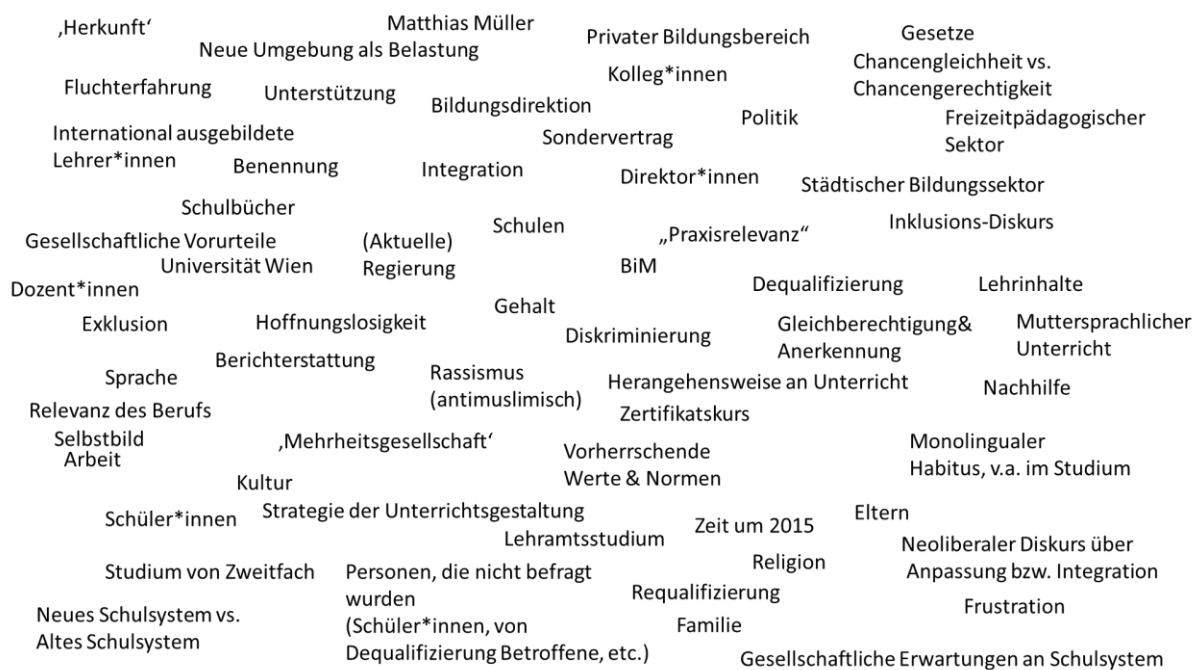 ‚Herkunft‘
Matthias Müller
Neue Umgebung als Belastung
Privater Bildungsbereich
Gesetze
Kolleg*innen
Chancengleichheit vs.
Chancengerechtigkeit
Fluchterfahrung
Unterstützung
Bildungsdirektion
Politik
Freizeitpädagogischer
Sektor
International ausgebildete
Lehrer*innen
Sondervertrag
Benennung
Integration
Direktor*innen
Städtischer Bildungssektor
Schulbücher
Schulen
„Praxisrelevanz“
Inklusions-Diskurs
Gesellschaftliche Vorurteile
(Aktuelle)
Regierung
Universität Wien
BiM
Dozent*innen
Dequalifizierung
Lehrinhalte
Gehalt
Exklusion
Hoffnungslosigkeit
Diskriminierung
Gleichberechtigung&
Anerkennung
Muttersprachlicher
Unterricht
Berichterstattung
Sprache
Rassismus
(antimuslimisch)
Herangehensweise an Unterricht
Nachhilfe
Relevanz des Berufs
Zertifikatskurs
Selbstbild
Arbeit
‚Mehrheitsgesellschaft‘
Vorherrschende
Werte & Normen
Monolingualer
Habitus, v.a. im Studium
Kultur
Schüler*innen
Strategie der Unterrichtsgestaltung
Zeit um 2015
Eltern
Lehramtsstudium
Neoliberaler Diskurs über
Anpassung bzw. Integration
Religion
Studium von Zweitfach
Personen, die nicht befragt
wurden
(Schüler*innen, von
Dequalifizierung Betroffene, etc.)
Requalifizierung
Frustration
Neues Schulsystem vs.
Altes Schulsystem
Familie
Gesellschaftliche Erwartungen an Schulsystem